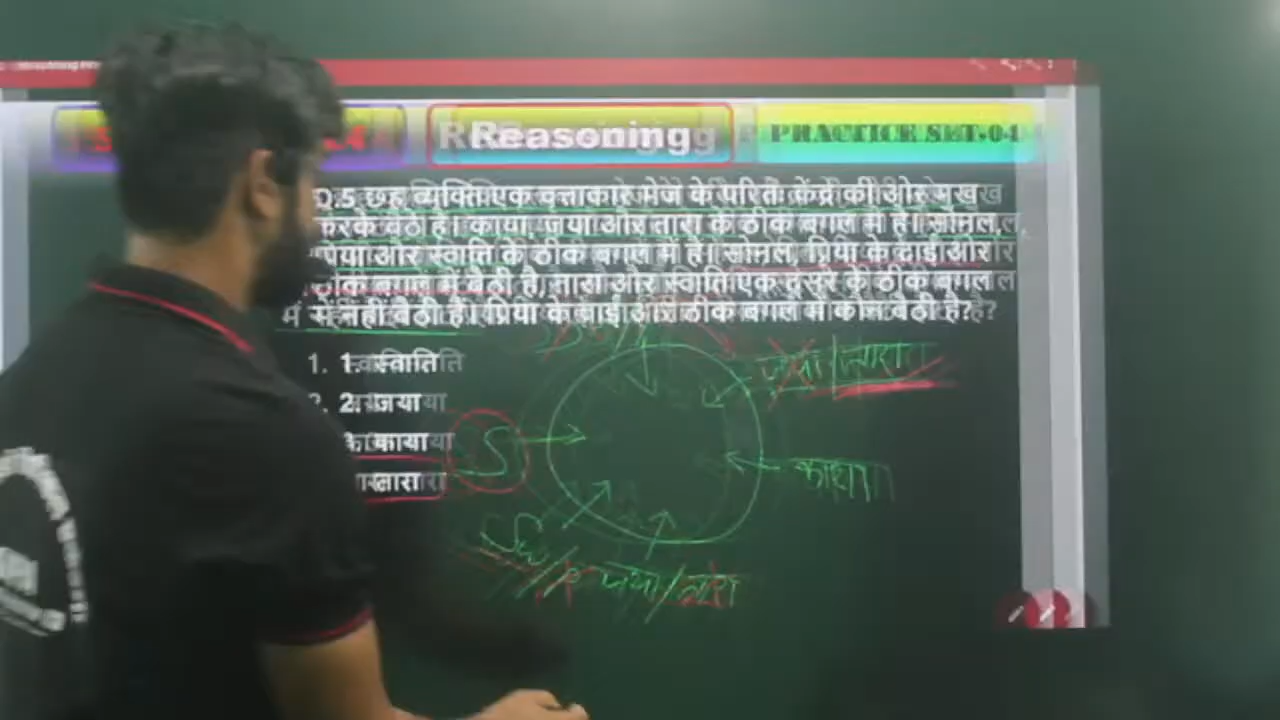 Reasoning PRACTICE SET-04
Q.5 छह व्यक्ति एक वृत्ताकार मेज के परितः केंद्र की ओर मुख
करके बैठे है। काया, जया और तारा के ठीक बगल में है। सोमल,
प्रिया और स्वाति के ठीक बगल में है। सोमल, प्रिया के दाई ओर
ठीक बगल में बैठी है, तारा और स्वाति एक दूसरे के ठीक बगल
में नहीं बैठी है। प्रिया के बाई ओर ठीक बगल में कौन बैठी है?
1. स्वाति
2. जया
काया
तारा
जया/तारा
S
काया
Sw/P जया/तारा